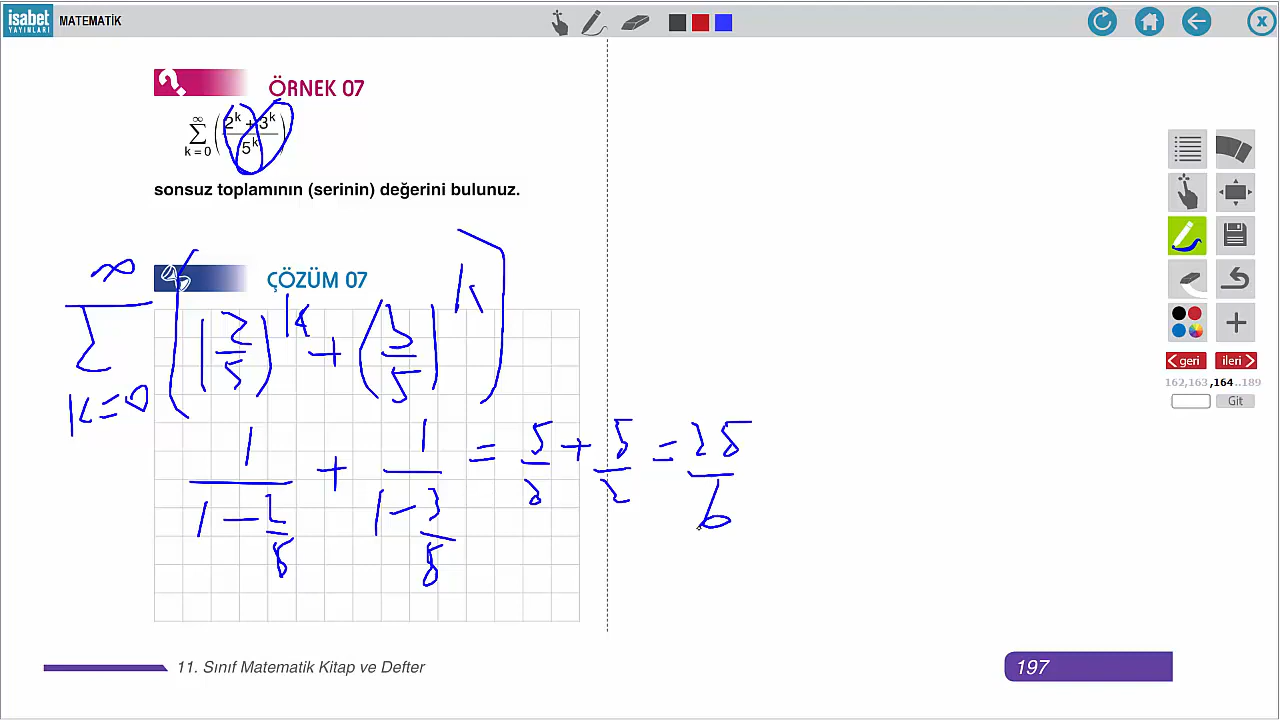 isabet
YAYINLARI
MATEMATİK
ÖRNEK 07
∞
Σ ( (2^k + 3^k) / 5^k )
k = 0
sonsuz toplamının (serinin) değerini bulunuz.
ÇÖZÜM 07
∞
Σ ( (2/5)^k + (3/5)^k )
k=0
1/(1 - 2/5) + 1/(1 - 3/5) = 5/3 + 5/2 = 25/6
geri
ileri
162,163,164..189
Git
11. Sınıf Matematik Kitap ve Defter
197